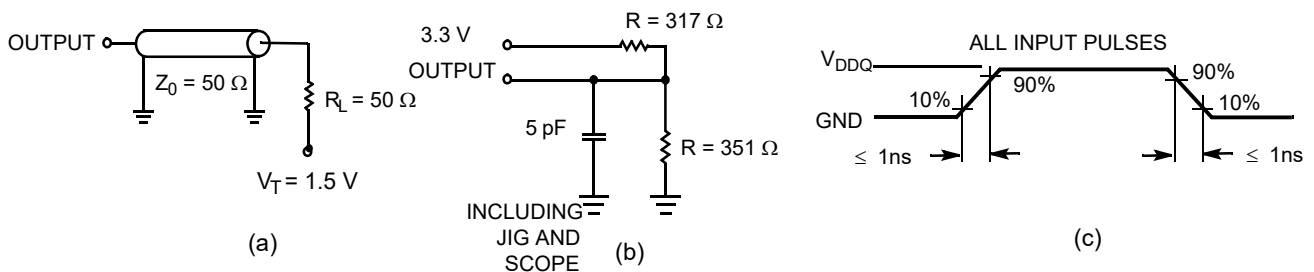 OUTPUT
Z0 = 50 Ω
RL = 50 Ω
VT = 1.5 V
(a)
R = 317 Ω
3.3 V
OUTPUT
5 pF
R = 351 Ω
INCLUDING
JIG AND
SCOPE
(b)
ALL INPUT PULSES
VDDQ
GND
10%
90%
90%
10%
≤ 1ns
≤ 1ns
(c)